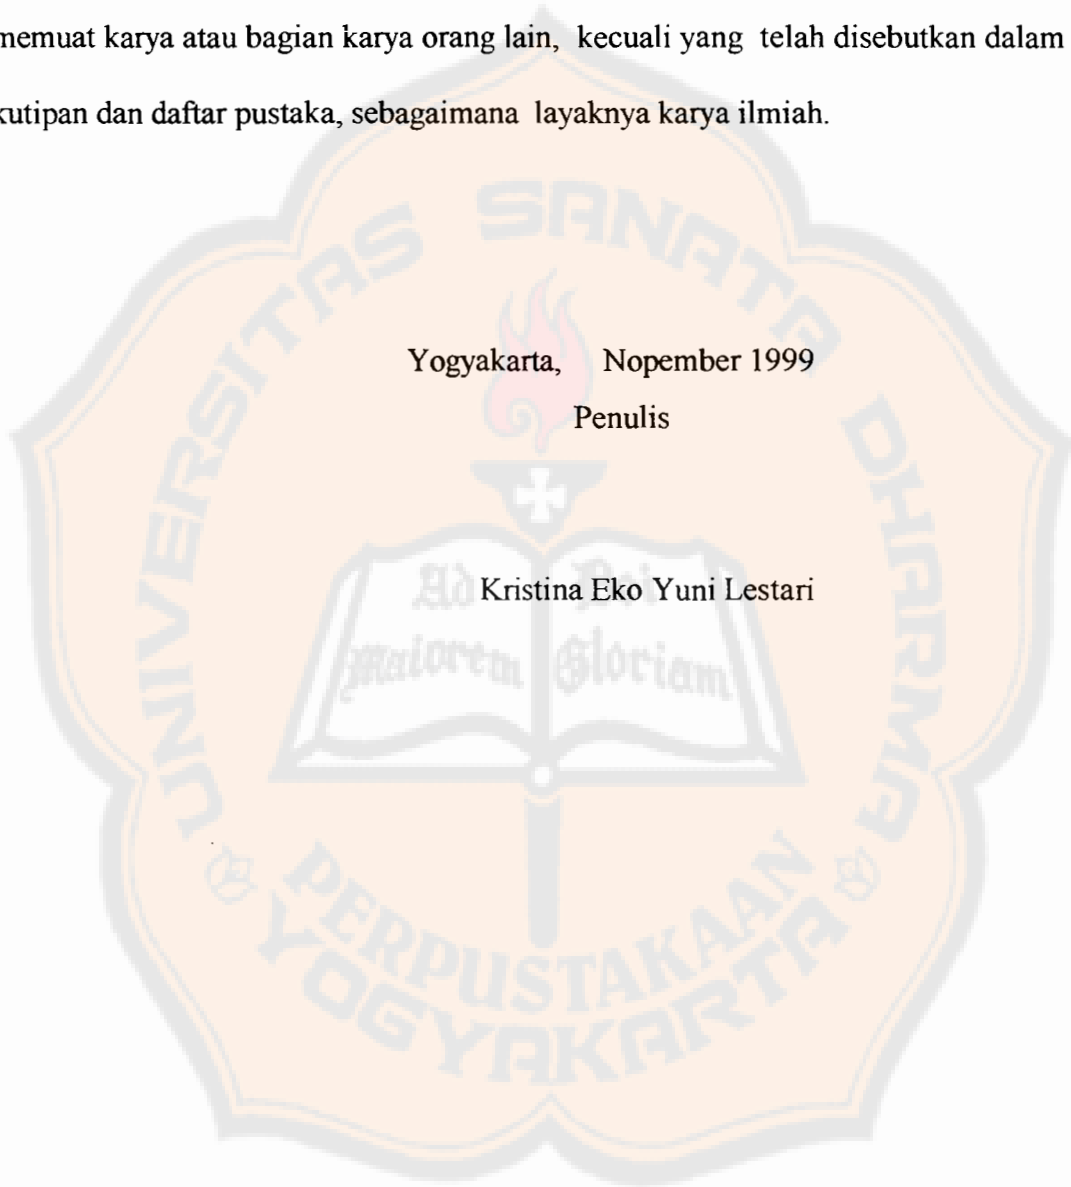 memuat karya atau bagian karya orang lain, kecuali yang telah disebutkan dalam
kutipan dan daftar pustaka, sebagaimana layaknya karya ilmiah.
UNIVERSITAS SANATA DHARMA
Yogyakarta, Nopember 1999
Penulis
Kristina Eko Yuni Lestari
Ad Dei
maiorem Gloriam
PERPUSTAKAAN
YOGYAKARTA